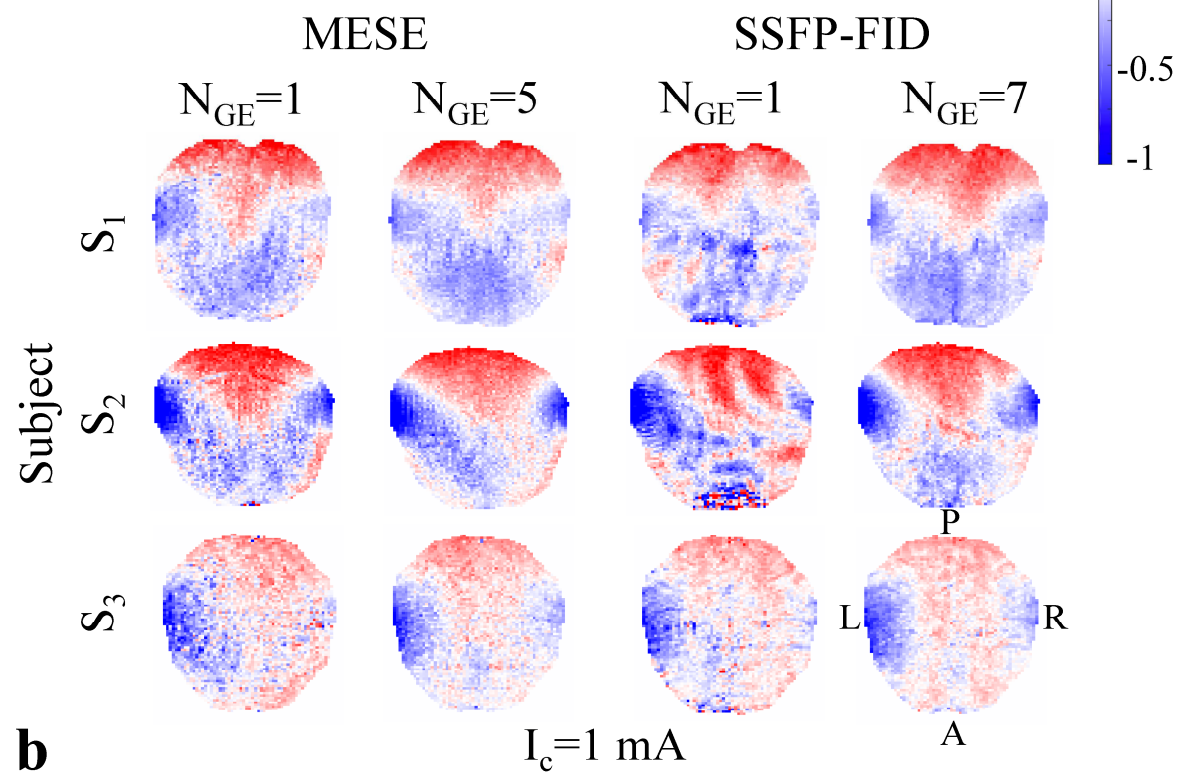 MESE SSFP-FID
-0.5
N_GE=1 N_GE=5 N_GE=1 N_GE=7
-1
Subject
S_1
S_2
P
S_3
L R
A
b I_c=1 mA